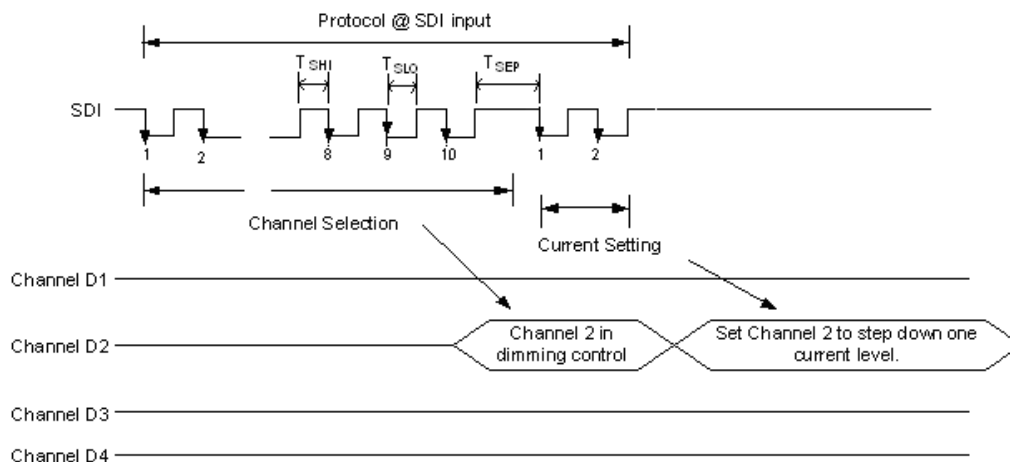 Protocol @ SDI input
TSHI TSLO TSEP
SDI
1 2 8 9 10 1 2
Channel Selection
Current Setting
Channel D1
Channel D2
Channel 2 in
dimming control
Set Channel 2 to step down one
current level.
Channel D3
Channel D4